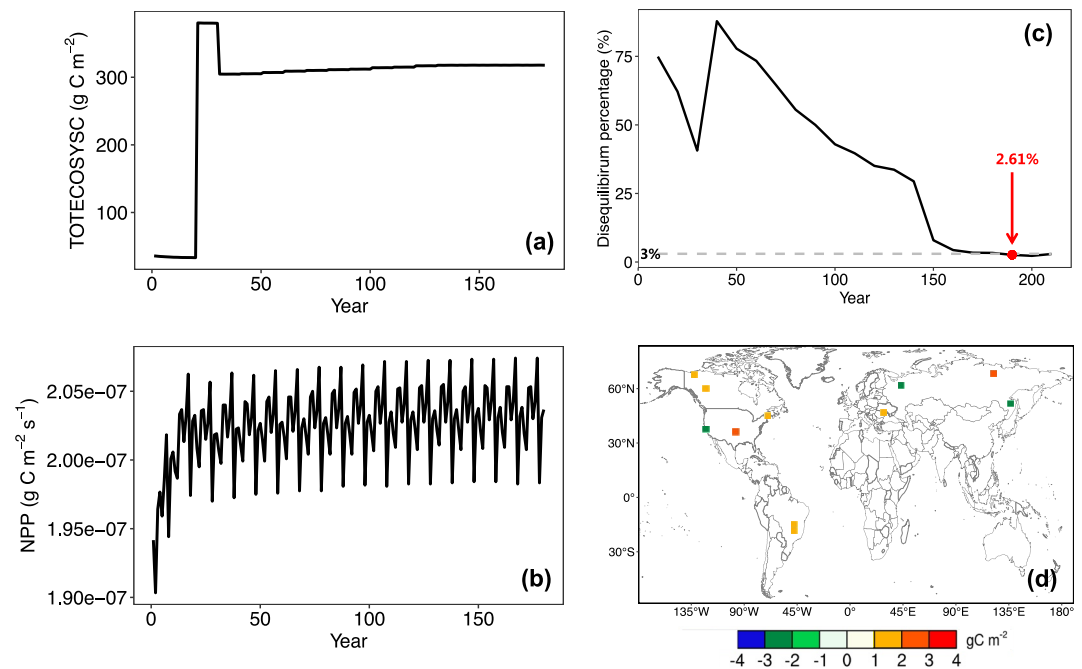 TOTECOSYSC (g C m⁻²)
300
200
100
(a)
0
50
100
150
Year
Disequilibirum percentage (%)
75
50
25
0
3%
(c)
2.61%
0
50
100
150
200
Year
NPP (g C m⁻² s⁻¹)
2.05e−07
2.00e−07
1.95e−07
1.90e−07
(b)
0
50
100
150
Year
60°N
30°N
0°
30°S
(d)
135°W
90°W
45°W
0°
45°E
90°E
135°E
180°
gC m⁻²
-4 -3 -2 -1 0 1 2 3 4